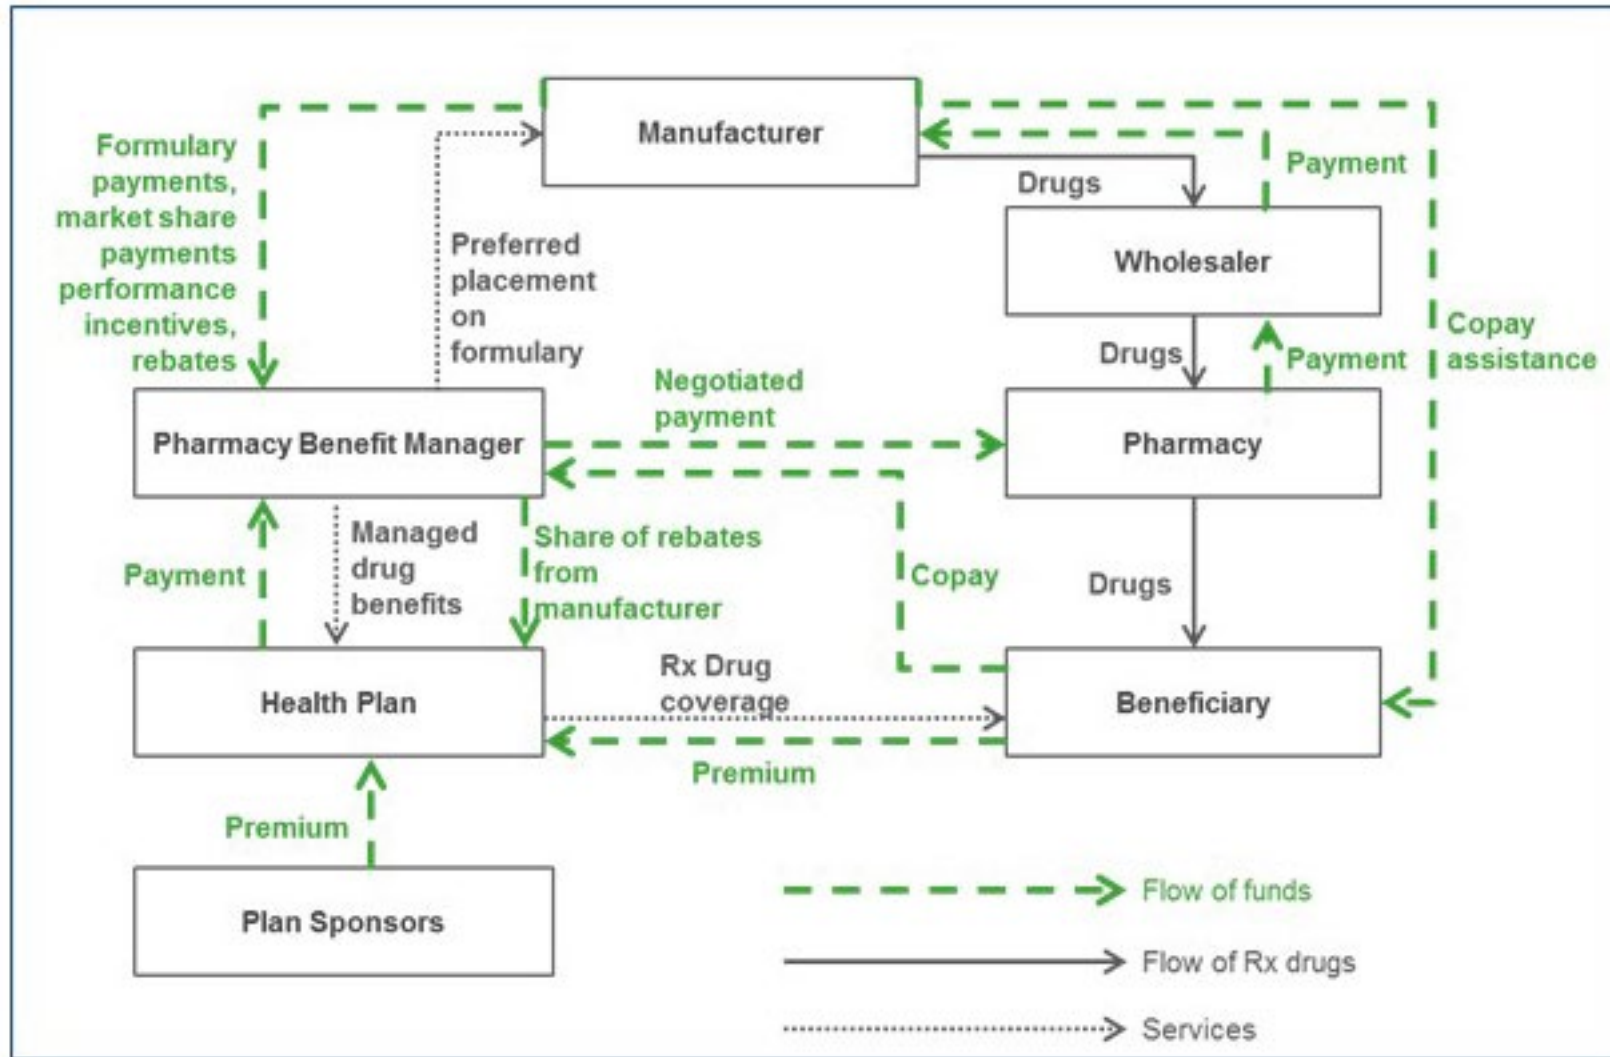 Manufacturer
Formulary
payments,
market share
payments
performance
incentives,
rebates
Preferred
placement
on
formulary
Drugs
Payment
Wholesaler
Drugs
Payment
Copay
assistance
Negotiated
payment
Pharmacy Benefit Manager
Pharmacy
Payment
Managed
drug
benefits
Share of rebates
from
manufacturer
Copay
Drugs
Health Plan
Rx Drug
coverage
Beneficiary
Premium
Premium
Plan Sponsors
Flow of funds
Flow of Rx drugs
Services